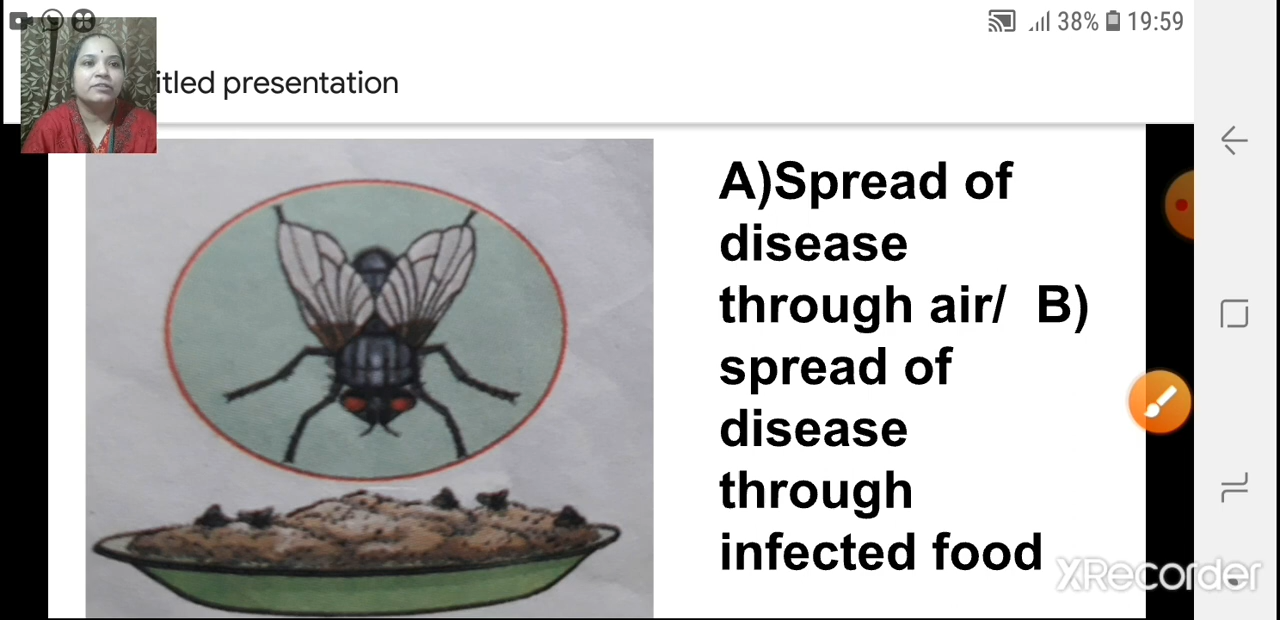 38% 19:59
itled presentation
A)Spread of
disease
through air/ B)
spread of
disease
through
infected food
XRecorder